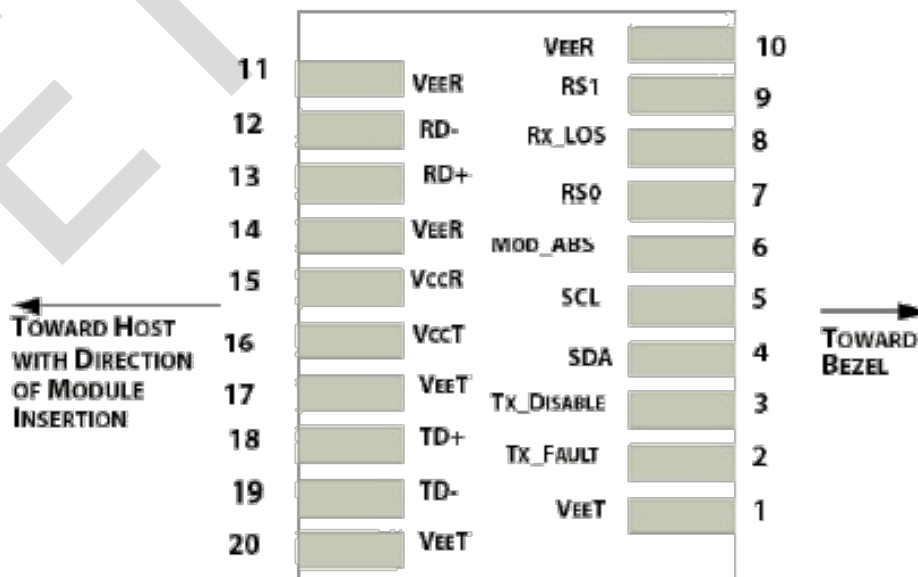 VEER 10
11 VEER
RS1 9
12 RD-
Rx_LOS 8
13 RD+
RS0 7
14 VEER
MOD_ABS 6
15 VCCR
SCL 5
TOWARD HOST
WITH DIRECTION
OF MODULE
INSERTION
TOWARD
BEZEL
16 VCCT
SDA 4
17 VEET
Tx_DISABLE 3
18 TD+
Tx_FAULT 2
19 TD-
VEET 1
20 VEET